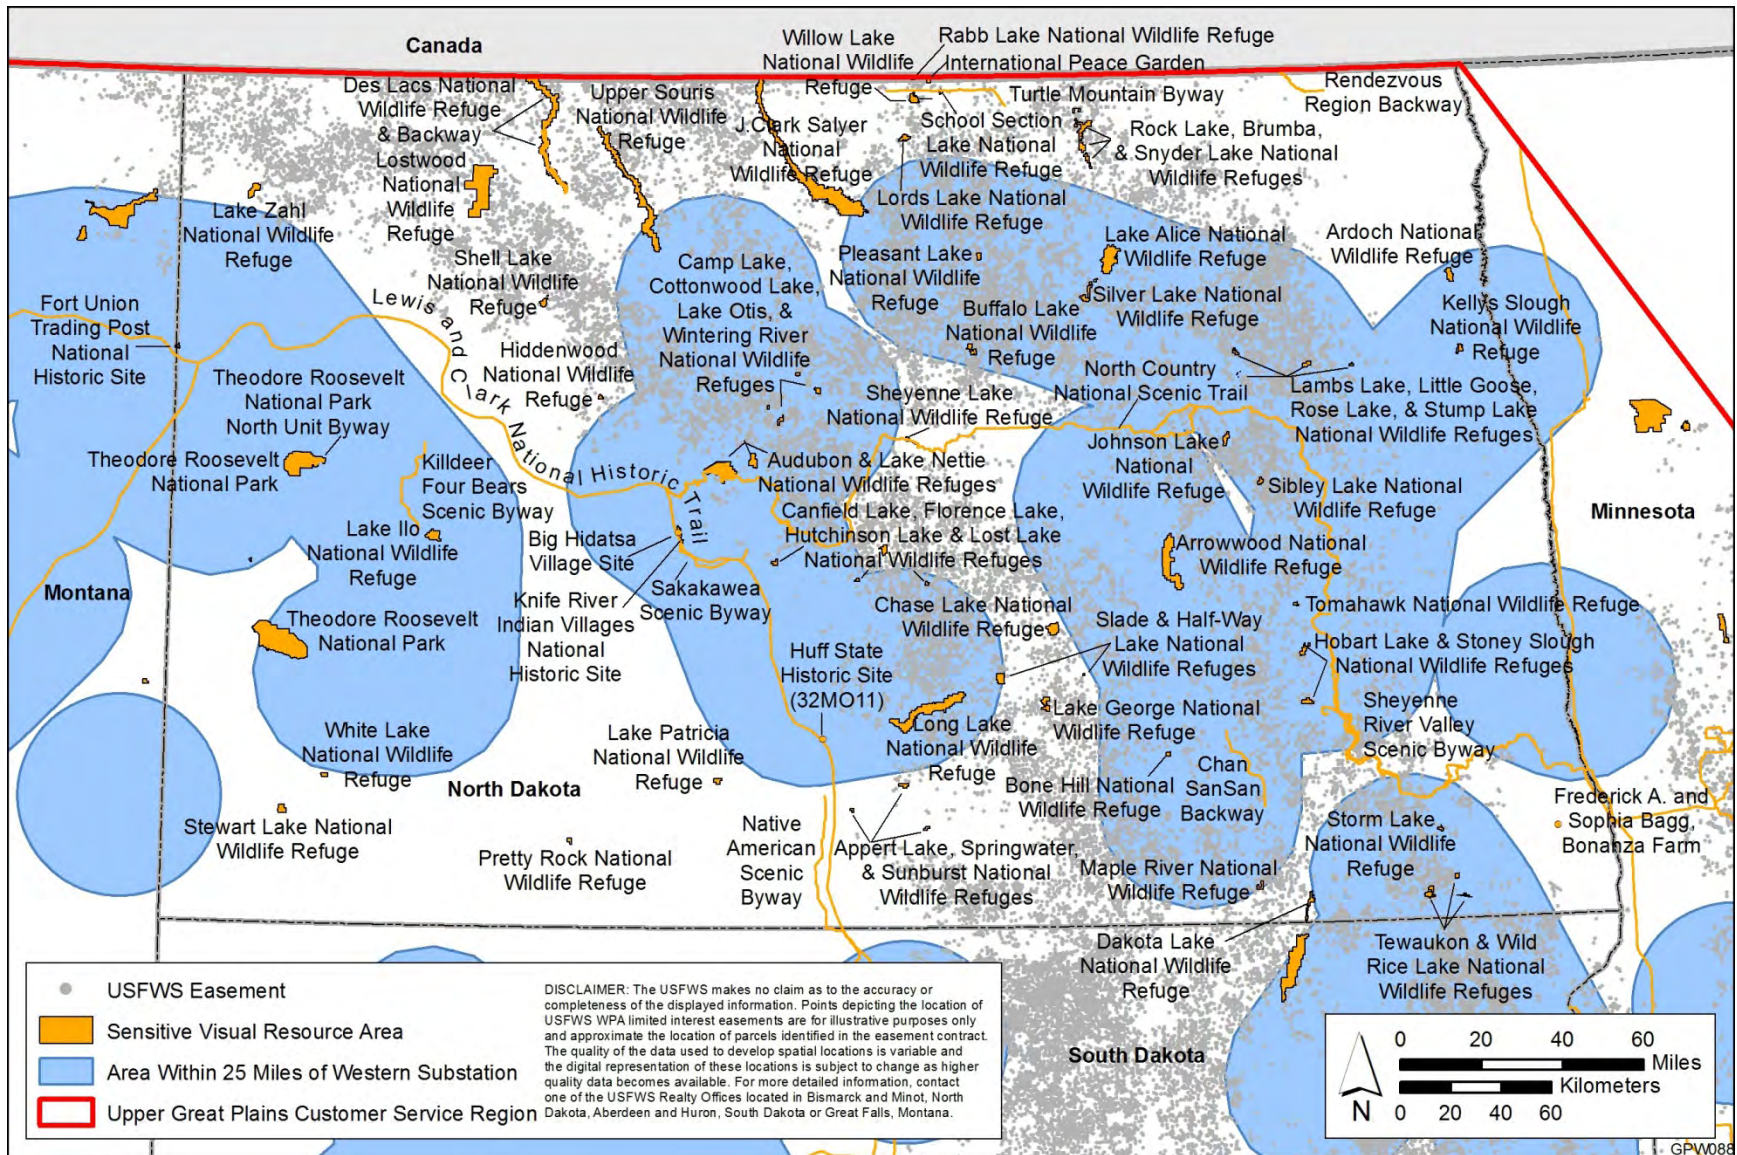 Canada
Willow Lake
National Wildlife
Refuge
Rabb Lake National Wildlife Refuge
International Peace Garden
Turtle Mountain Byway
Rendezvous
Region Backway
Des Lacs National
Wildlife Refuge
& Backway
Upper Souris
National Wildlife
Refuge
J.Clark Salyer
National
Wildlife Refuge
School Section
Lake National
Wildlife Refuge
Rock Lake, Brumba,
& Snyder Lake National
Wildlife Refuges
Lostwood
National
Wildlife
Refuge
Lake Zahl
National Wildlife
Refuge
Lords Lake National
Wildlife Refuge
Shell Lake
National Wildlife
Refuge
Camp Lake,
Cottonwood Lake,
Lake Otis, &
Wintering River
National Wildlife
Refuges
Pleasant Lake
National Wildlife
Refuge
Lake Alice National
Wildlife Refuge
Ardoch National
Wildlife Refuge
Buffalo Lake
National Wildlife
Refuge
Silver Lake National
Wildlife Refuge
Kellys Slough
National Wildlife
Refuge
Fort Union
Trading Post
National
Historic Site
Lewis and Clark National Historic Trail
Hiddenwood
National Wildlife
Refuge
Theodore Roosevelt
National Park
North Unit Byway
Sheyenne Lake
National Wildlife Refuge
North Country
National Scenic Trail
Lambs Lake, Little Goose,
Rose Lake, & Stump Lake
National Wildlife Refuges
Theodore Roosevelt
National Park
Killdeer
Four Bears
Scenic Byway
Audubon & Lake Nettie
National Wildlife Refuges
Johnson Lake
National
Wildlife Refuge
Sibley Lake National
Wildlife Refuge
Minnesota
Lake Ilo
National Wildlife
Refuge
Big Hidatsa
Village Site
Canfield Lake, Florence Lake,
Hutchinson Lake & Lost Lake
National Wildlife Refuges
Arrowwood National
Wildlife Refuge
Montana
Knife River
Indian Villages
National
Historic Site
Sakakawea
Scenic Byway
Chase Lake National
Wildlife Refuge
Slade & Half-Way
Lake National
Wildlife Refuges
Tomahawk National Wildlife Refuge
Hobart Lake & Stoney Slough
National Wildlife Refuges
Theodore Roosevelt
National Park
Huff State
Historic Site
(32MO11)
Long Lake
National Wildlife
Refuge
Lake George National
Wildlife Refuge
Sheyenne
River Valley
Scenic Byway
White Lake
National Wildlife
Refuge
Lake Patricia
National Wildlife
Refuge
North Dakota
Bone Hill National
Wildlife Refuge
Chan
SanSan
Backway
Frederick A. and
Sophia Bagg,
Bonanza Farm
Stewart Lake National
Wildlife Refuge
Pretty Rock National
Wildlife Refuge
Native
American
Scenic
Byway
Appert Lake, Springwater,
& Sunburst National
Wildlife Refuges
Maple River National
Wildlife Refuge
Storm Lake
National Wildlife
Refuge
Dakota Lake
National Wildlife
Refuge
Tewaukon & Wild
Rice Lake National
Wildlife Refuges
South Dakota
USFWS Easement
Sensitive Visual Resource Area
Area Within 25 Miles of Western Substation
Upper Great Plains Customer Service Region
DISCLAIMER: The USFWS makes no claim as to the accuracy or
completeness of the displayed information. Points depicting the location of
USFWS WPA limited interest easements are for illustrative purposes only
and approximate the location of parcels identified in the easement contract.
The quality of the data used to develop spatial locations is variable and
the digital representation of these locations is subject to change as higher
quality data becomes available. For more detailed information, contact
one of the USFWS Realty Offices located in Bismarck and Minot, North
Dakota, Aberdeen and Huron, South Dakota or Great Falls, Montana.
N
0 20 40 60
Miles
Kilometers
0 20 40 60
GPW088